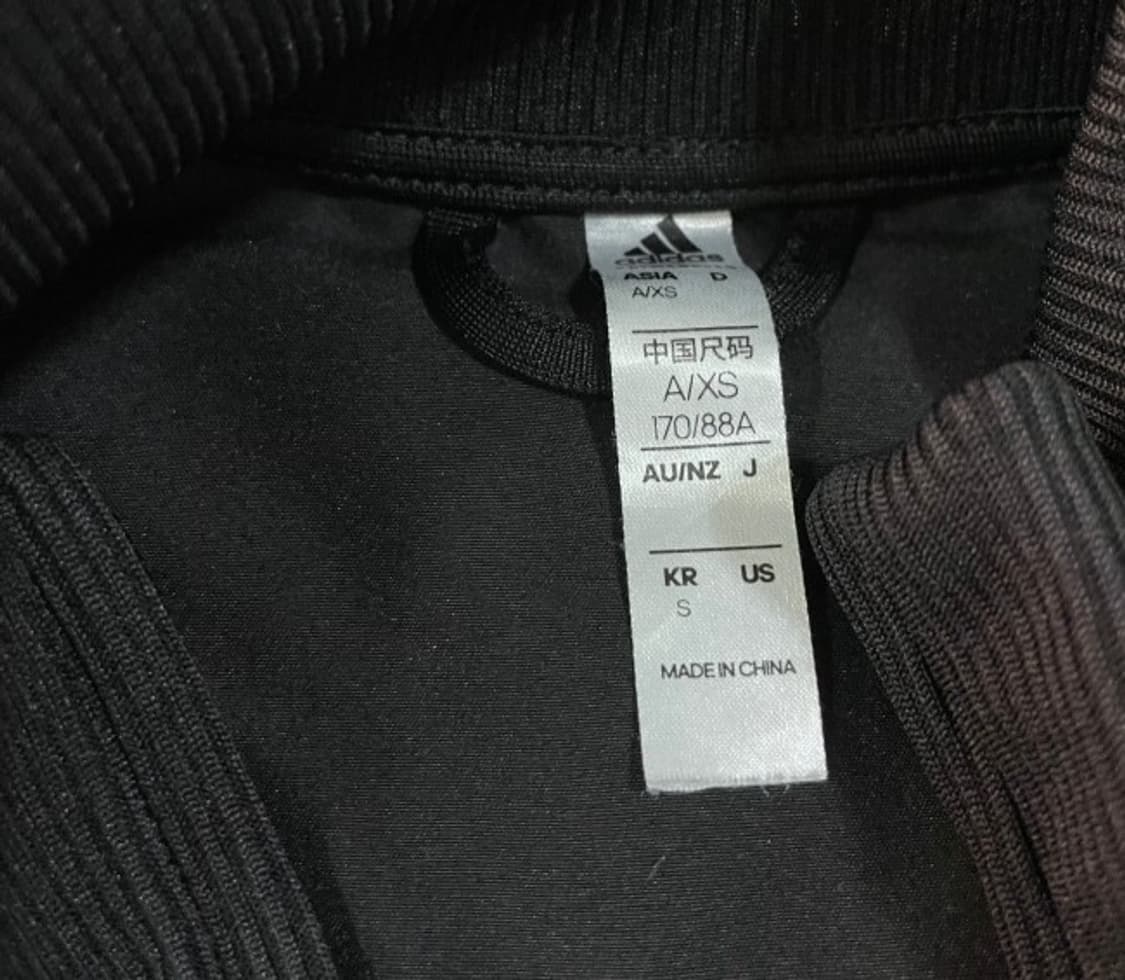 adidas
ASIA D
A/XS
中国尺码
A/XS
170/88A
AU/NZ J
KR US
S
MADE IN CHINA